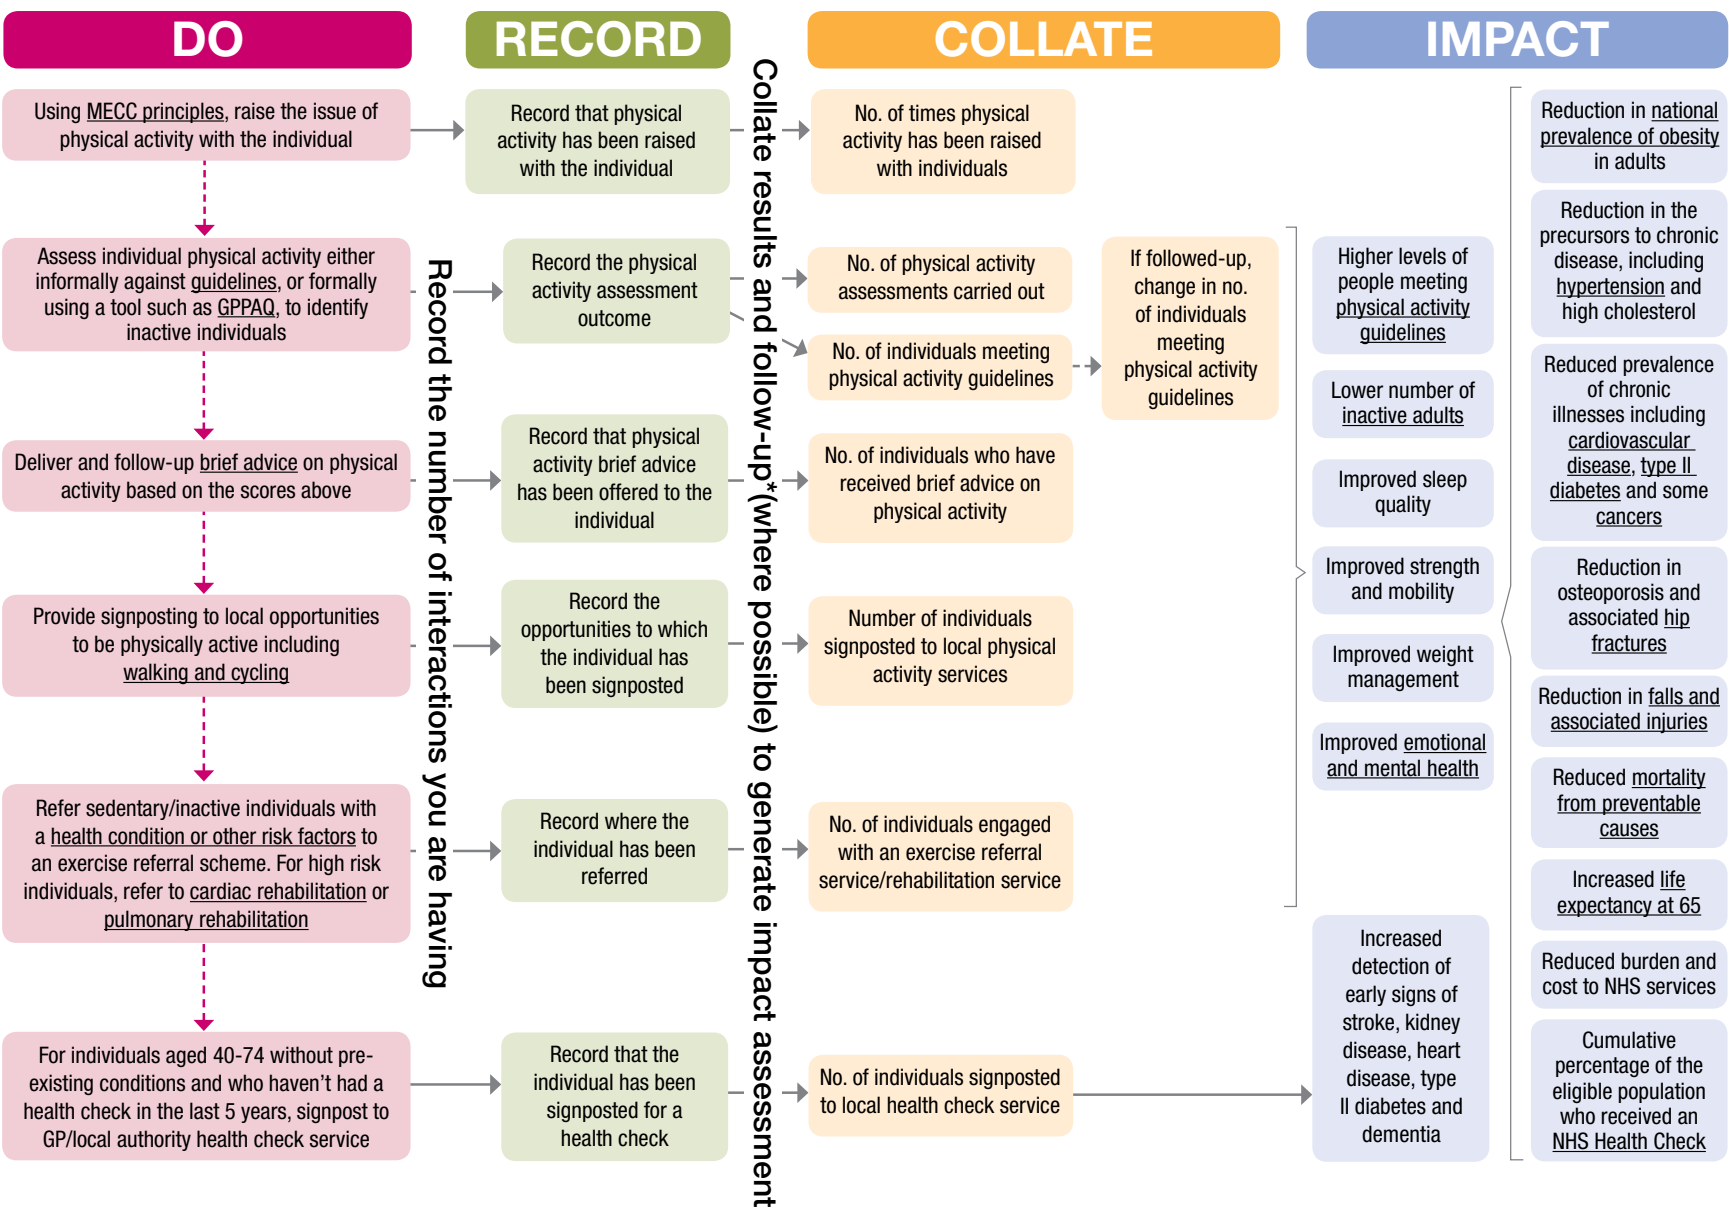 DO
RECORD
COLLATE
IMPACT
Using MECC principles, raise the issue of
physical activity with the individual
Assess individual physical activity either
informally against guidelines, or formally
using a tool such as GPPAQ, to identify
inactive individuals
Deliver and follow-up brief advice on physical
activity based on the scores above
Provide signposting to local opportunities
to be physically active including
walking and cycling
Refer sedentary/inactive individuals with
a health condition or other risk factors to
an exercise referral scheme. For high risk
individuals, refer to cardiac rehabilitation or
pulmonary rehabilitation
For individuals aged 40-74 without pre-
existing conditions and who haven't had a
health check in the last 5 years, signpost to
GP/local authority health check service
Record the number of interactions you are having
Record that physical
activity has been raised
with the individual
Record the physical
activity assessment
outcome
Record that physical
activity brief advice
has been offered to the
individual
Record the
opportunities to which
the individual has
been signposted
Record where the
individual has been
referred
Record that the
individual has been
signposted for a
health check
Collate results and follow-up*(where possible) to generate impact assessment
No. of times physical
activity has been raised
with individuals
No. of physical activity
assessments carried out
No. of individuals meeting
physical activity guidelines
If followed-up,
change in no.
of individuals
meeting
physical activity
guidelines
No. of individuals who have
received brief advice on
physical activity
Number of individuals
signposted to local physical
activity services
No. of individuals engaged
with an exercise referral
service/rehabilitation service
No. of individuals signposted
to local health check service
Higher levels of
people meeting
physical activity
guidelines
Lower number of
inactive adults
Improved sleep
quality
Improved strength
and mobility
Improved weight
management
Improved emotional
and mental health
Increased
detection of
early signs of
stroke, kidney
disease, heart
disease, type
II diabetes and
dementia
Reduction in national
prevalence of obesity
in adults
Reduction in the
precursors to chronic
disease, including
hypertension and
high cholesterol
Reduced prevalence
of chronic
illnesses including
cardiovascular
disease, type II
diabetes and some
cancers
Reduction in
osteoporosis and
associated hip
fractures
Reduction in falls and
associated injuries
Reduced mortality
from preventable
causes
Increased life
expectancy at 65
Reduced burden and
cost to NHS services
Cumulative
percentage of the
eligible population
who received an
NHS Health Check